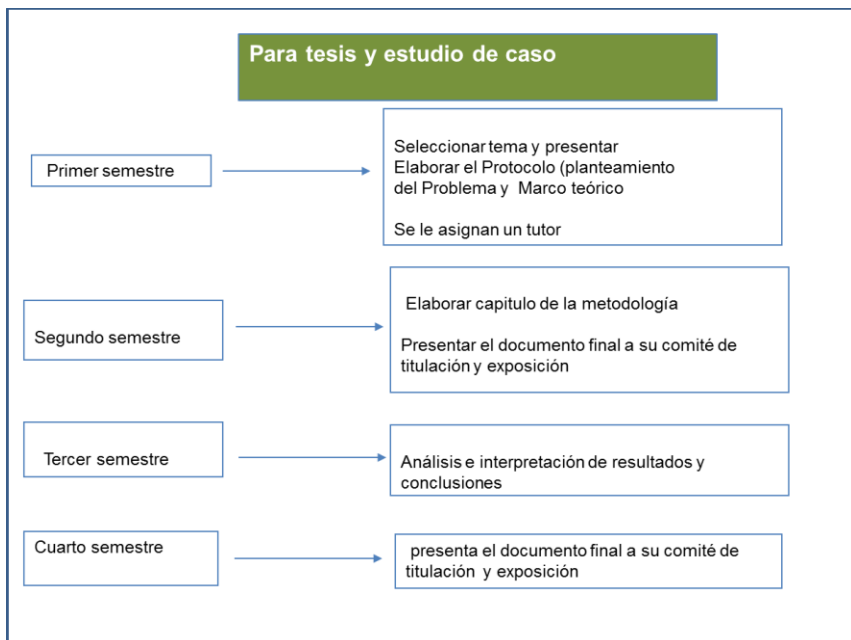 Para tesis y estudio de caso
Primer semestre
Seleccionar tema y presentar
Elaborar el Protocolo (planteamiento
del Problema y Marco teórico
Se le asignan un tutor
Segundo semestre
Elaborar capitulo de la metodología
Presentar el documento final a su comité de
titulación y exposición
Tercer semestre
Análisis e interpretación de resultados y
conclusiones
Cuarto semestre
presenta el documento final a su comité de
titulación y exposición